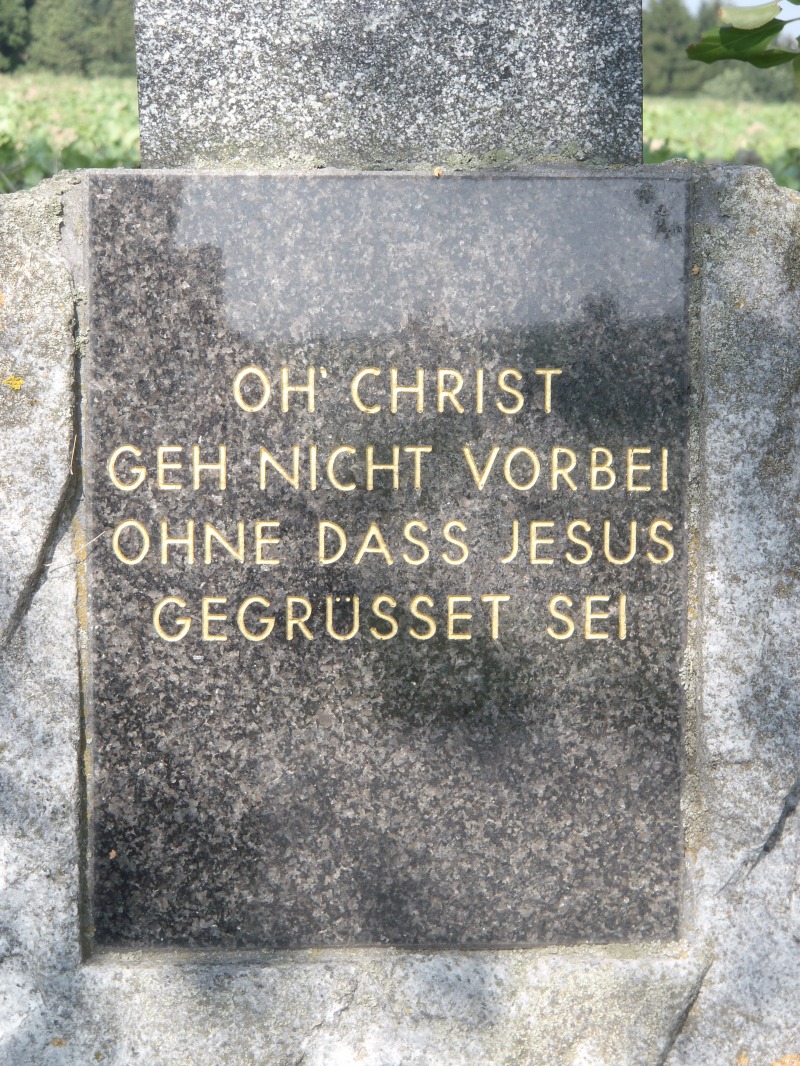 OH' CHRIST
GEH NICHT VORBEI
OHNE DASS JESUS
GEGRÜSSET SEI